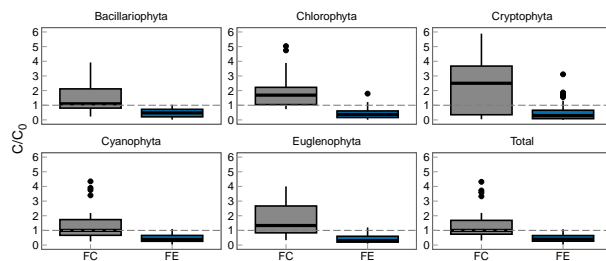 Bacillariophyta Chlorophyta Cryptophyta
6 6 6
5 5 5
4 4 4
3 3 3
2 2 2
1 1 1
0 0 0
C/C0
Cyanophyta Euglenophyta Total
6 6 6
5 5 5
4 4 4
3 3 3
2 2 2
1 1 1
0 0 0
FC FE FC FE FC FE